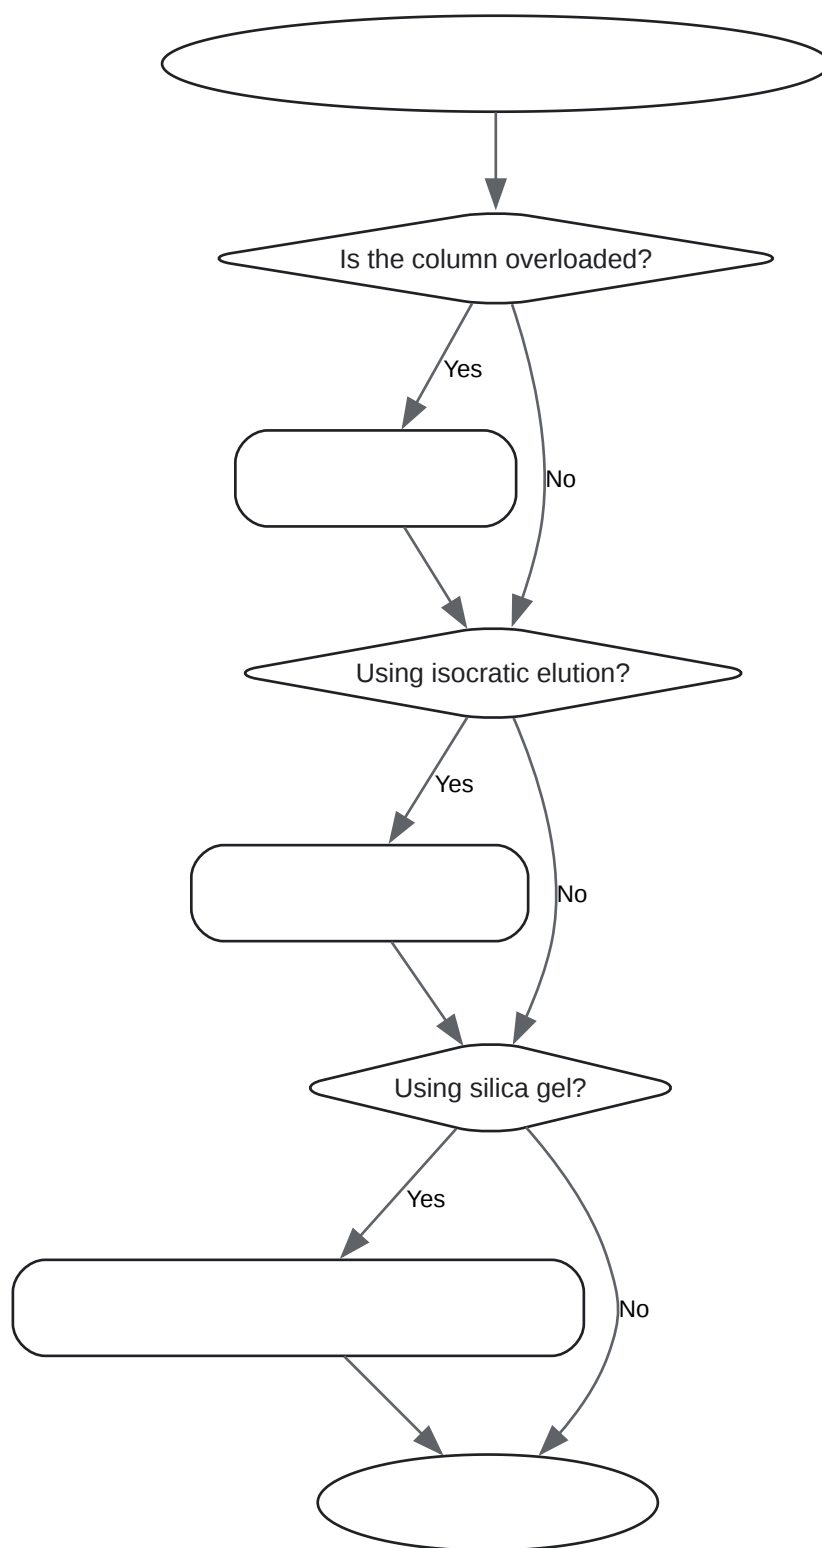 Is the column overloaded?
Yes
No
Using isocratic elution?
Yes
No
Using silica gel?
Yes
No